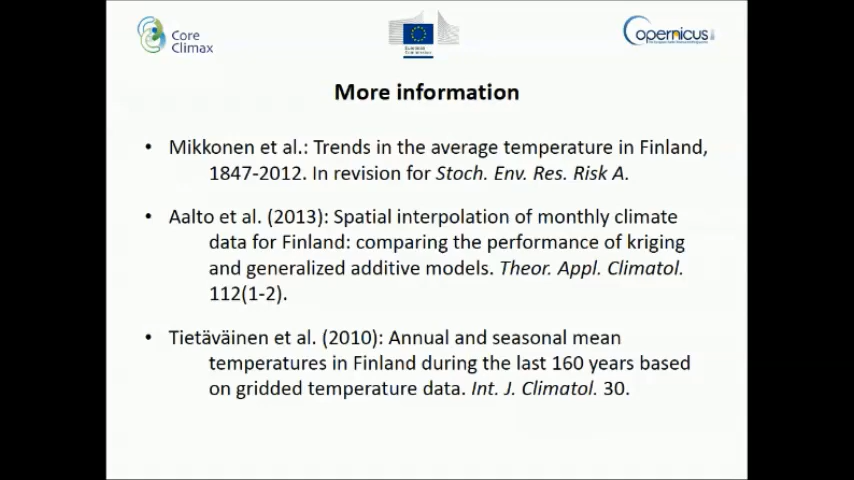 Core
Climax
European
Commission
Copernicus
More information
• Mikkonen et al.: Trends in the average temperature in Finland,
1847-2012. In revision for Stoch. Env. Res. Risk A.
• Aalto et al. (2013): Spatial interpolation of monthly climate
data for Finland: comparing the performance of kriging
and generalized additive models. Theor. Appl. Climatol.
112(1-2).
• Tietäväinen et al. (2010): Annual and seasonal mean
temperatures in Finland during the last 160 years based
on gridded temperature data. Int. J. Climatol. 30.